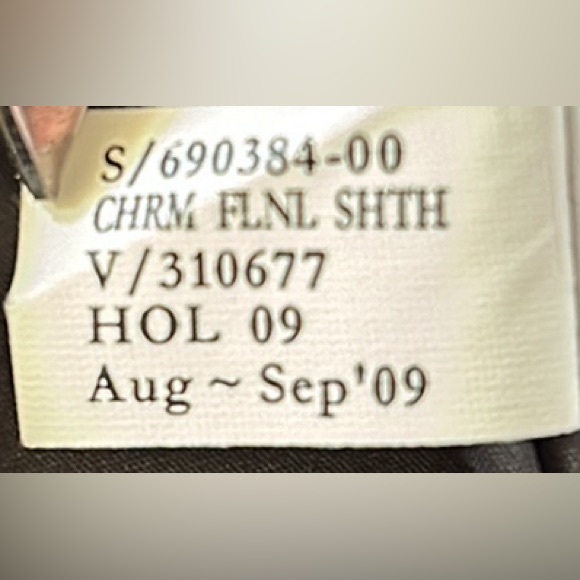 S/690384-00
CHRM FLNL SHTH
V/310677
HOL 09
Aug ~ Sep'09